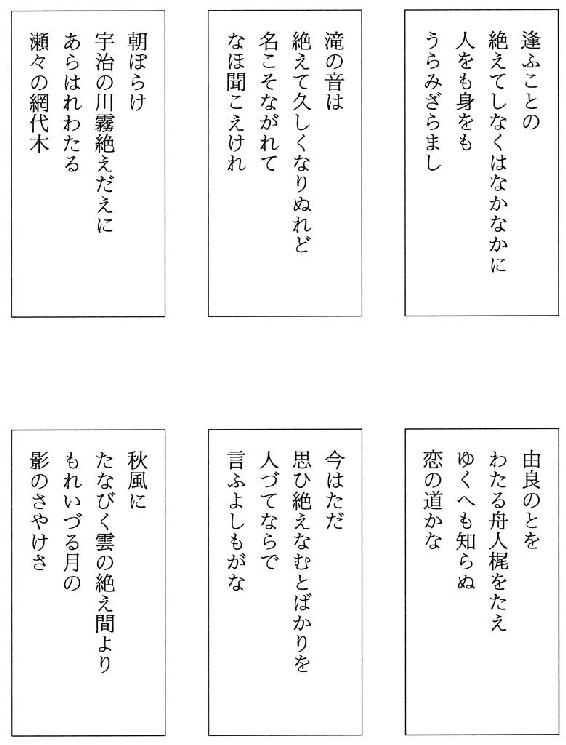 逢ふことの
絶えてしなくはなかなかに
人をも身をも
うらみざらまし
滝の音は
絶えて久しくなりぬれど
名こそながれて
なほ聞こえけれ
朝ぼらけ
宇治の川霧絶えだえに
あらはれわたる
瀬々の網代木
由良のとを
わたる舟人梶をたえ
ゆくへも知らぬ
恋の道かな
今はただ
思ひ絶えなむとばかりを
人づてならで
言ふよしもがな
秋風に
たなびく雲の絶え間より
もれいづる月の
影のさやけさ